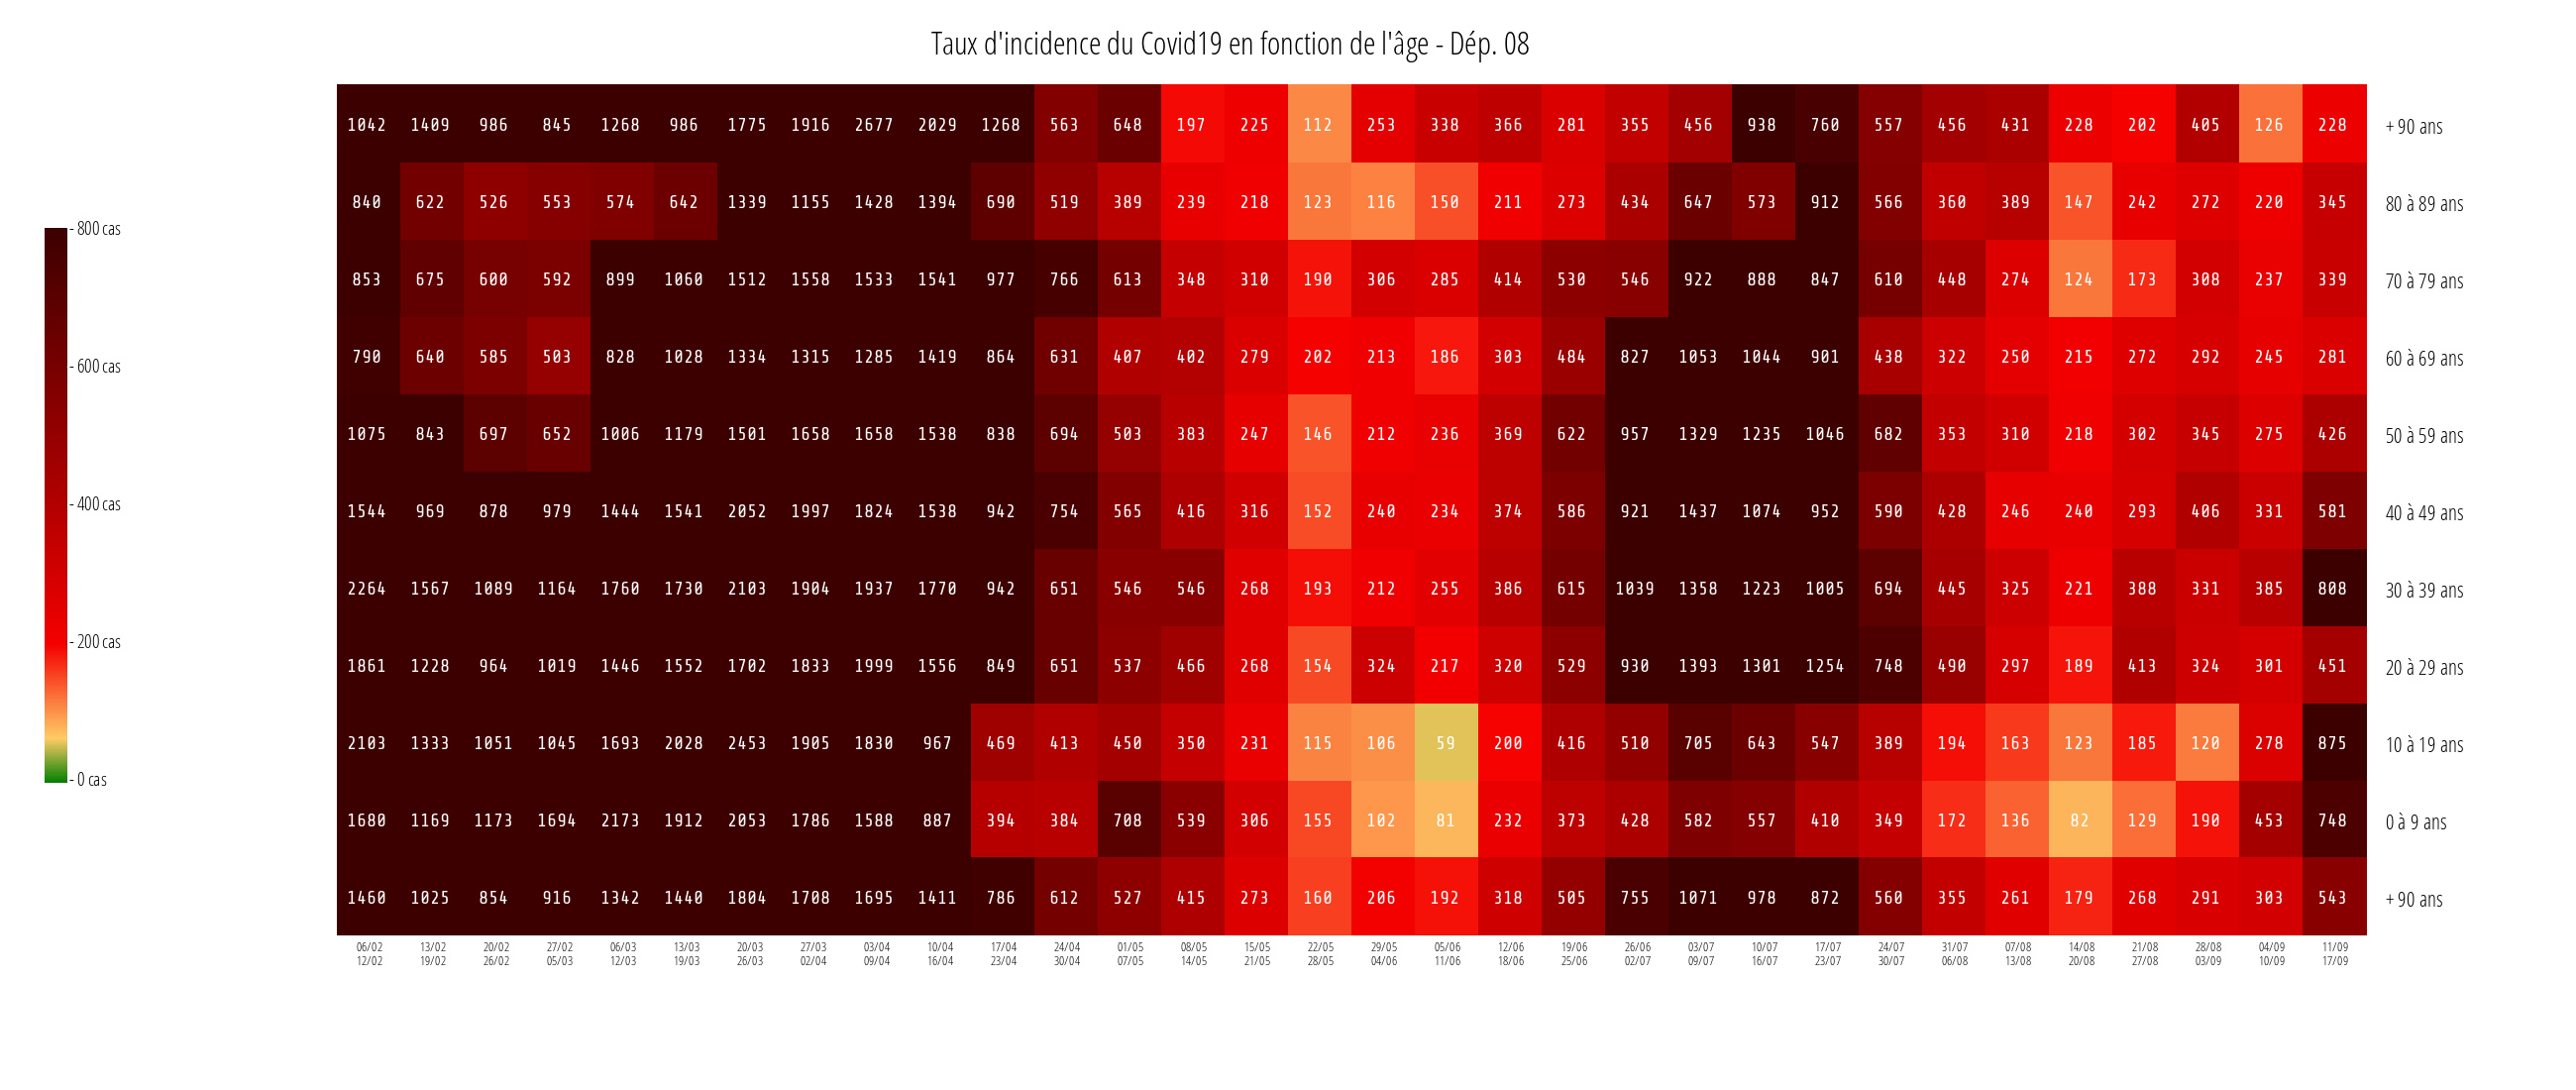 Taux d'incidence du Covid19 en fonction de l'âge - Dép. 08
- 800 cas
- 600 cas
- 400 cas
- 200 cas
- 0 cas
1042 1409 986 845 1268 986 1775 1916 2677 2029 1268 563 648 197 225 112 253 338 366 281 355 456 938 760 557 456 431 228 202 405 126 228 + 90 ans
840 622 526 553 574 642 1339 1155 1428 1394 690 519 389 239 218 123 116 150 211 273 434 647 573 912 566 360 389 147 242 272 220 345 80 à 89 ans
853 675 600 592 899 1060 1512 1558 1533 1541 977 766 613 348 310 190 306 285 414 530 546 922 888 847 610 448 274 124 173 308 237 339 70 à 79 ans
790 640 585 503 828 1028 1334 1315 1285 1419 864 631 407 402 279 202 213 186 303 484 827 1053 1044 901 438 322 250 215 272 292 245 281 60 à 69 ans
1075 843 697 652 1006 1179 1501 1658 1658 1538 838 694 503 383 247 146 212 236 369 622 957 1329 1235 1046 682 353 310 218 302 345 275 426 50 à 59 ans
1544 969 878 979 1444 1541 2052 1997 1824 1538 942 754 565 416 316 152 240 234 374 586 921 1437 1074 952 590 428 246 240 293 406 331 581 40 à 49 ans
2264 1567 1089 1164 1760 1730 2103 1904 1937 1770 942 651 546 546 268 193 212 255 386 615 1039 1358 1223 1005 694 445 325 221 388 331 385 808 30 à 39 ans
1861 1228 964 1019 1446 1552 1702 1833 1999 1556 849 651 537 466 268 154 324 217 320 529 930 1393 1301 1254 748 490 297 189 413 324 301 451 20 à 29 ans
2103 1333 1051 1045 1693 2028 2453 1905 1830 967 469 413 450 350 231 115 106 59 200 416 510 705 643 547 389 194 163 123 185 120 278 875 10 à 19 ans
1680 1169 1173 1694 2173 1912 2053 1786 1588 887 394 384 708 539 306 155 102 81 232 373 428 582 557 410 349 172 136 82 129 190 453 748 0 à 9 ans
1460 1025 854 916 1342 1440 1804 1708 1695 1411 786 612 527 415 273 160 206 192 318 505 755 1071 978 872 560 355 261 179 268 291 303 543 + 90 ans
06/02 13/02 20/02 27/02 06/03 13/03 20/03 27/03 03/04 10/04 17/04 24/04 01/05 08/05 15/05 22/05 29/05 05/06 12/06 19/06 26/06 03/07 10/07 17/07 24/07 31/07 07/08 14/08 21/08 28/08 04/09 11/09
12/02 19/02 26/02 05/03 12/03 19/03 26/03 02/04 09/04 16/04 23/04 30/04 07/05 14/05 21/05 28/05 04/06 11/06 18/06 25/06 02/07 09/07 16/07 23/07 30/07 06/08 13/08 20/08 27/08 03/09 10/09 17/09